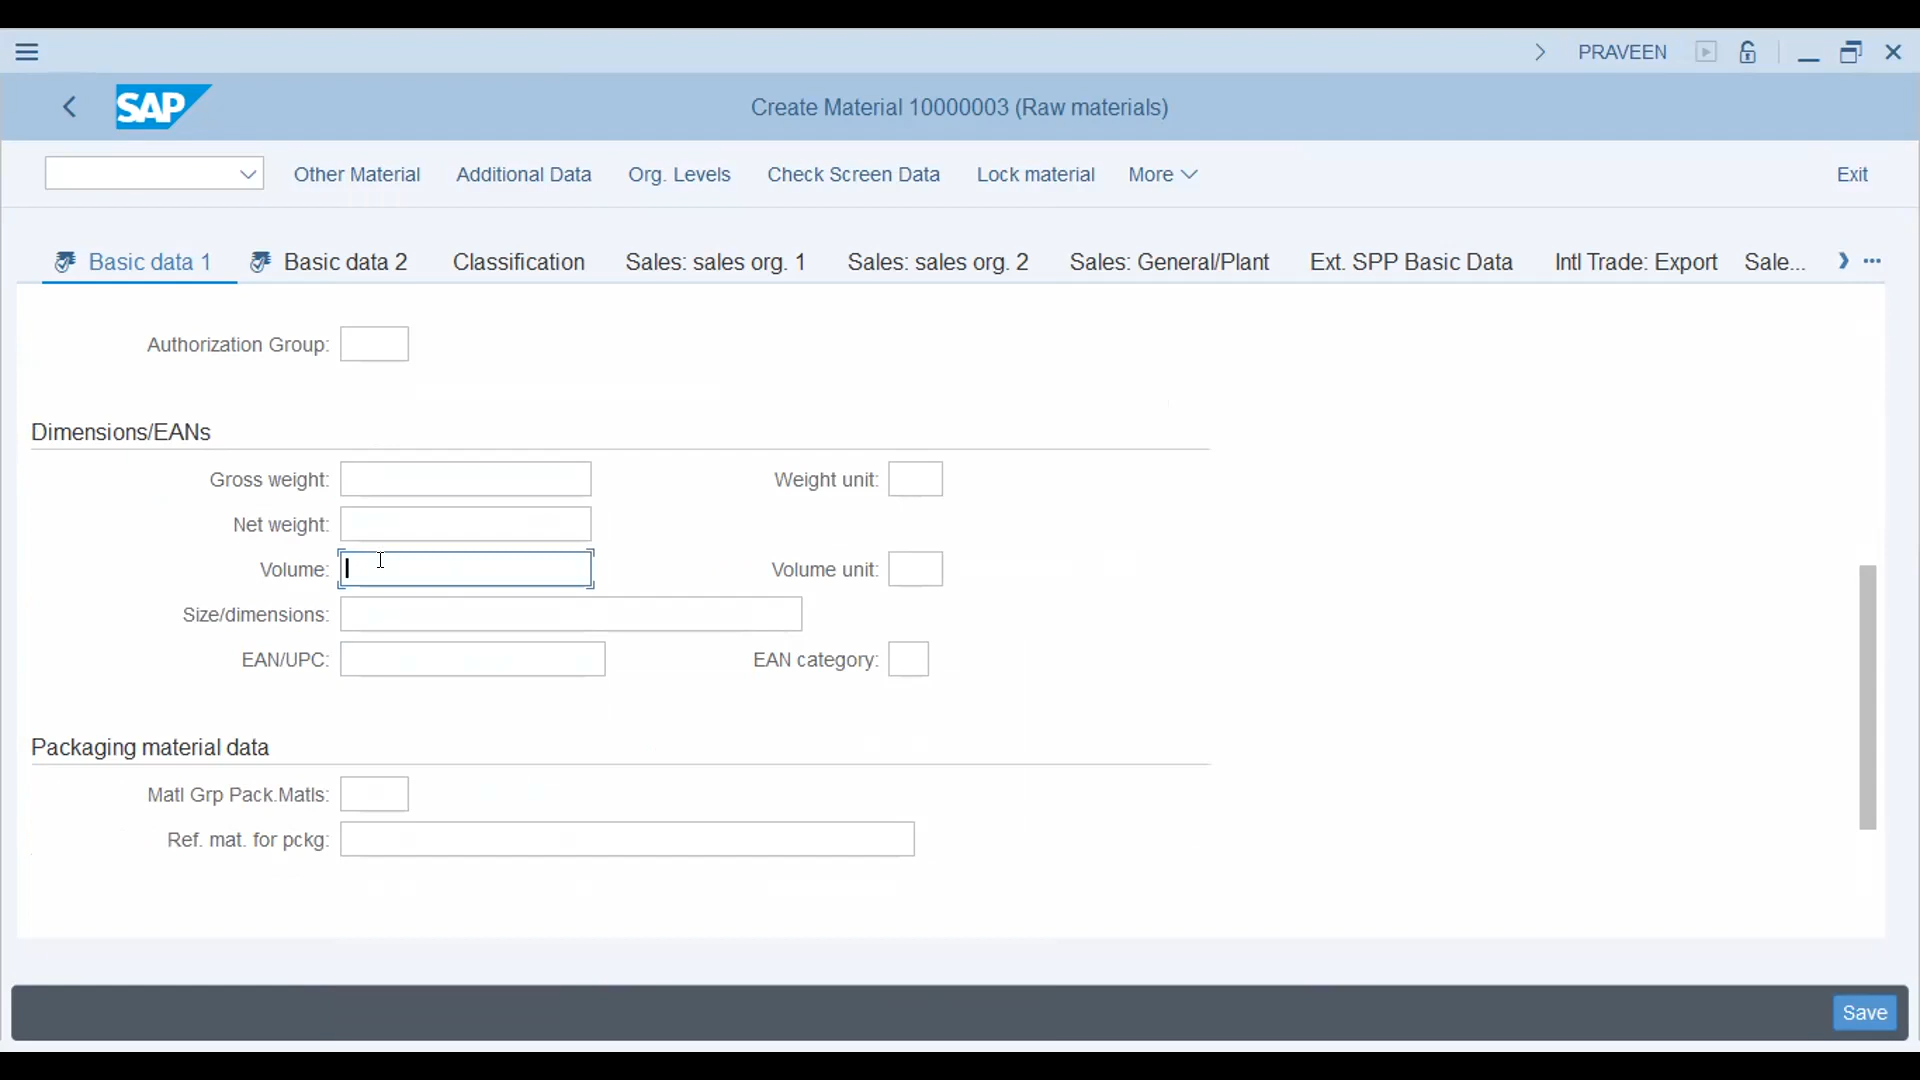 PRAVEEN
SAP
Create Material 10000003 (Raw materials)
Other Material Additional Data Org. Levels Check Screen Data Lock material More Exit
Basic data 1 Basic data 2 Classification Sales: sales org. 1 Sales: sales org. 2 Sales: General/Plant Ext. SPP Basic Data Intl Trade: Export Sale... ...
Authorization Group:
Dimensions/EANs
Gross weight: Weight unit:
Net weight:
Volume: Volume unit:
Size/dimensions:
EAN/UPC: EAN category:
Packaging material data
Matl Grp Pack.Matls:
Ref. mat. for pckg:
Save